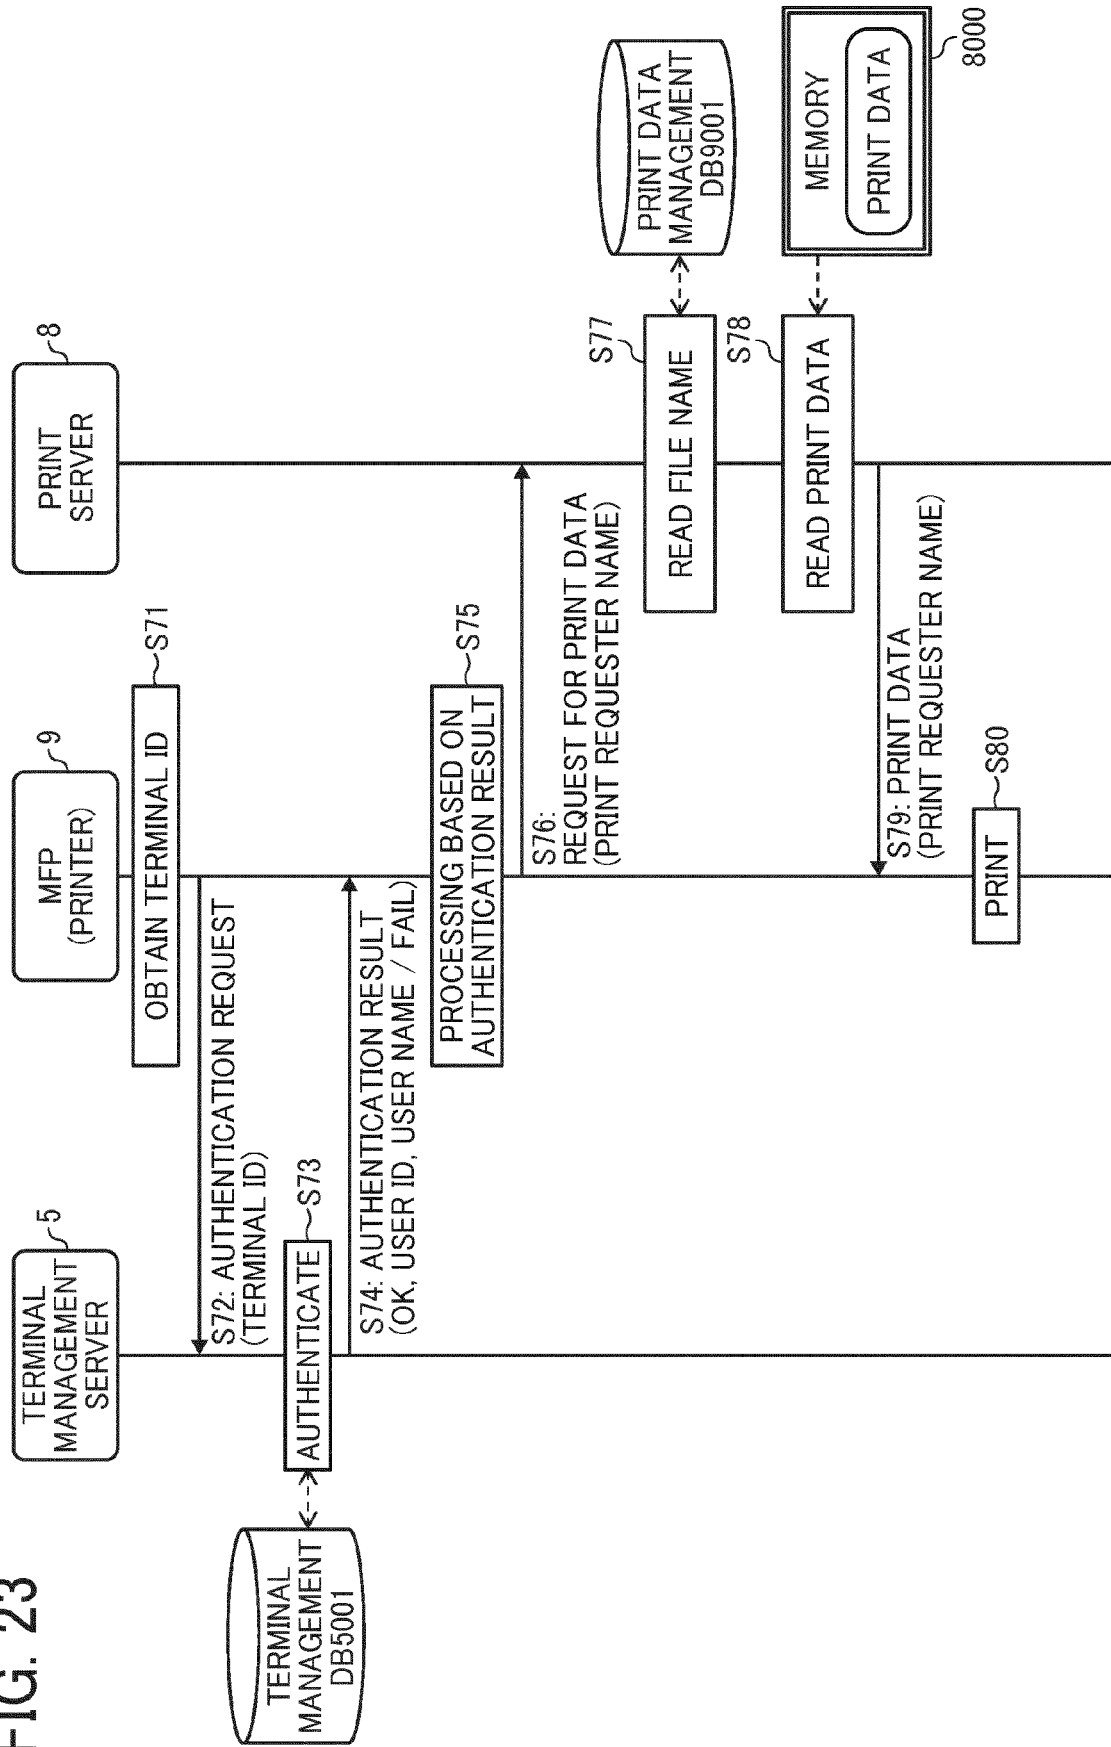 FIG. 23
TERMINAL
MANAGEMENT
SERVER
5
MFP
(PRINTER)
9
PRINT
SERVER
8
OBTAIN TERMINAL ID
S71
S72: AUTHENTICATION REQUEST
(TERMINAL ID)
TERMINAL
MANAGEMENT
DB5001
AUTHENTICATE
S73
S74: AUTHENTICATION RESULT
(OK, USER ID, USER NAME / FAIL)
PROCESSING BASED ON
AUTHENTICATION RESULT
S75
S76:
REQUEST FOR PRINT DATA
(PRINT REQUESTER NAME)
S77
READ FILE NAME
PRINT DATA
MANAGEMENT
DB9001
S78
READ PRINT DATA
MEMORY
PRINT DATA
8000
S79: PRINT DATA
(PRINT REQUESTER NAME)
PRINT
S80